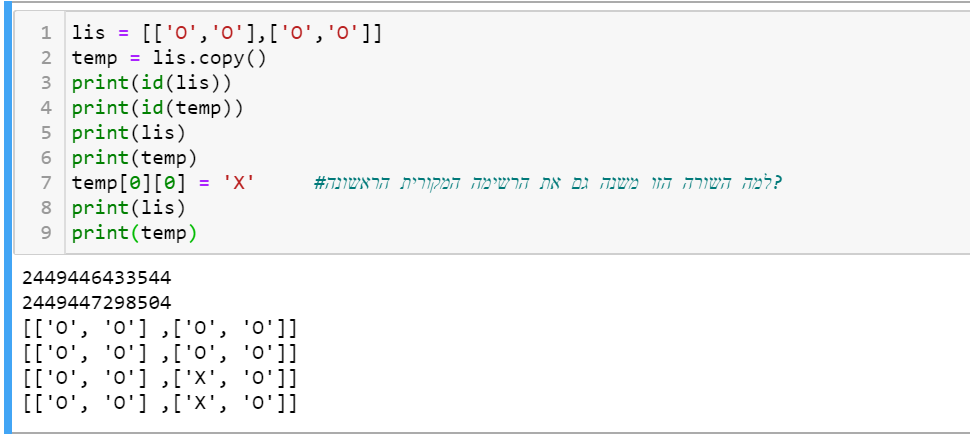 1 lis = [['O','O'],['O','O']]
2 temp = lis.copy()
3 print(id(lis))
4 print(id(temp))
5 print(lis)
6 print(temp)
7 temp[0][0] = 'X' #למה השורה הזו משנה גם את הרשימה המקורית הראשונה?
8 print(lis)
9 print(temp)
2449446433544
2449447298504
[['O', 'O'] ,['O', 'O']]
[['O', 'O'] ,['O', 'O']]
[['O', 'O'] ,['X', 'O']]
[['O', 'O'] ,['X', 'O']]